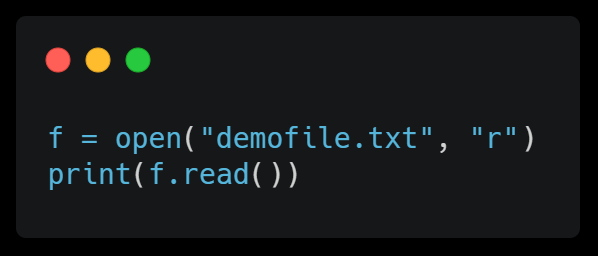 f = open("demofile.txt", "r")
print(f.read())